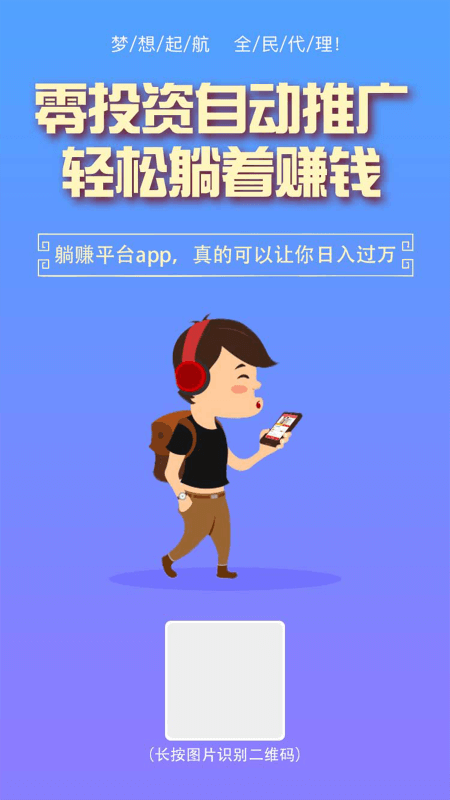 梦/想/起/航 全/民/代/理!
零投资自动推广
轻松躺着赚钱
躺赚平台app，真的可以让你日入过万
(长按图片识别二维码)